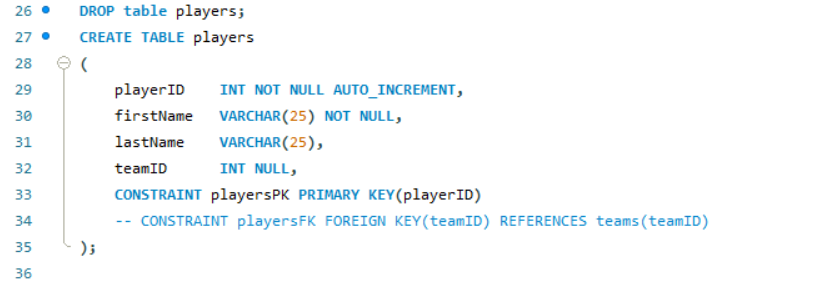 26 DROP table players;
27 CREATE TABLE players
28 (
29 playerID INT NOT NULL AUTO_INCREMENT,
30 firstName VARCHAR(25) NOT NULL,
31 lastName VARCHAR(25),
32 teamID INT NULL,
33 CONSTRAINT playersPK PRIMARY KEY(playerID)
34 -- CONSTRAINT playersFK FOREIGN KEY(teamID) REFERENCES teams(teamID)
35 );
36